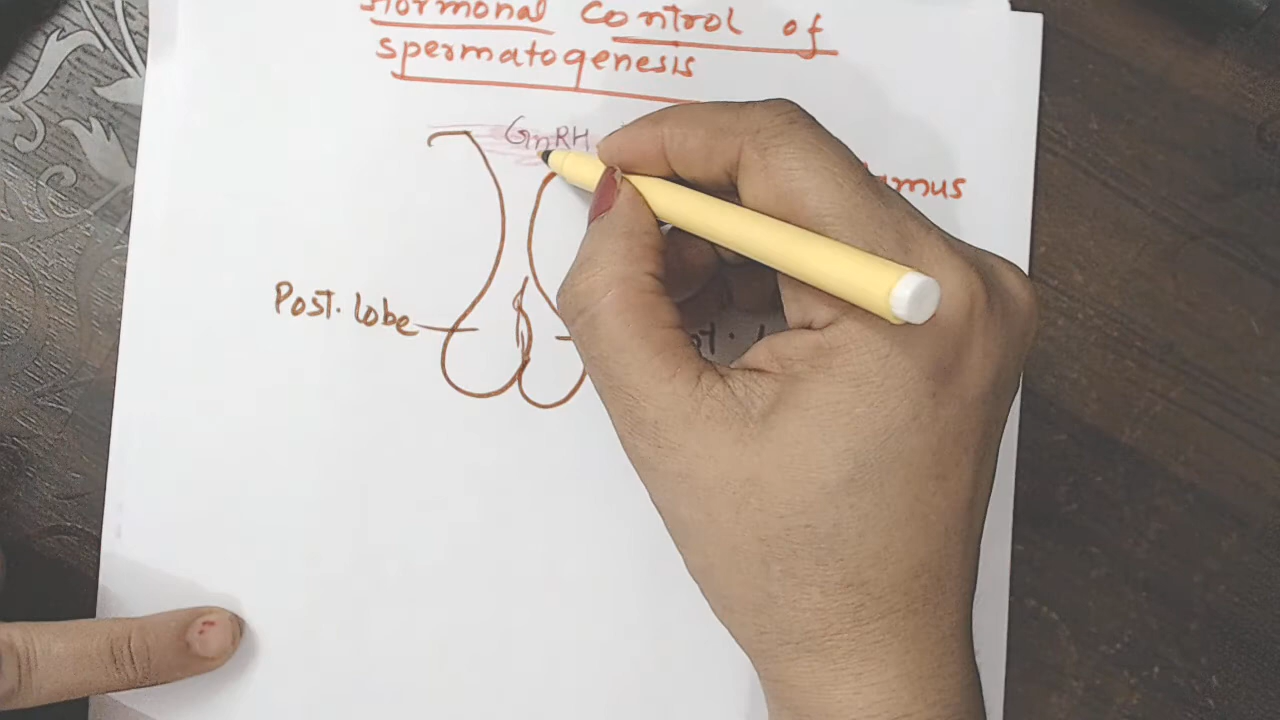 Hormonal Control of
spermatogenesis
GnRH
Post. lobe